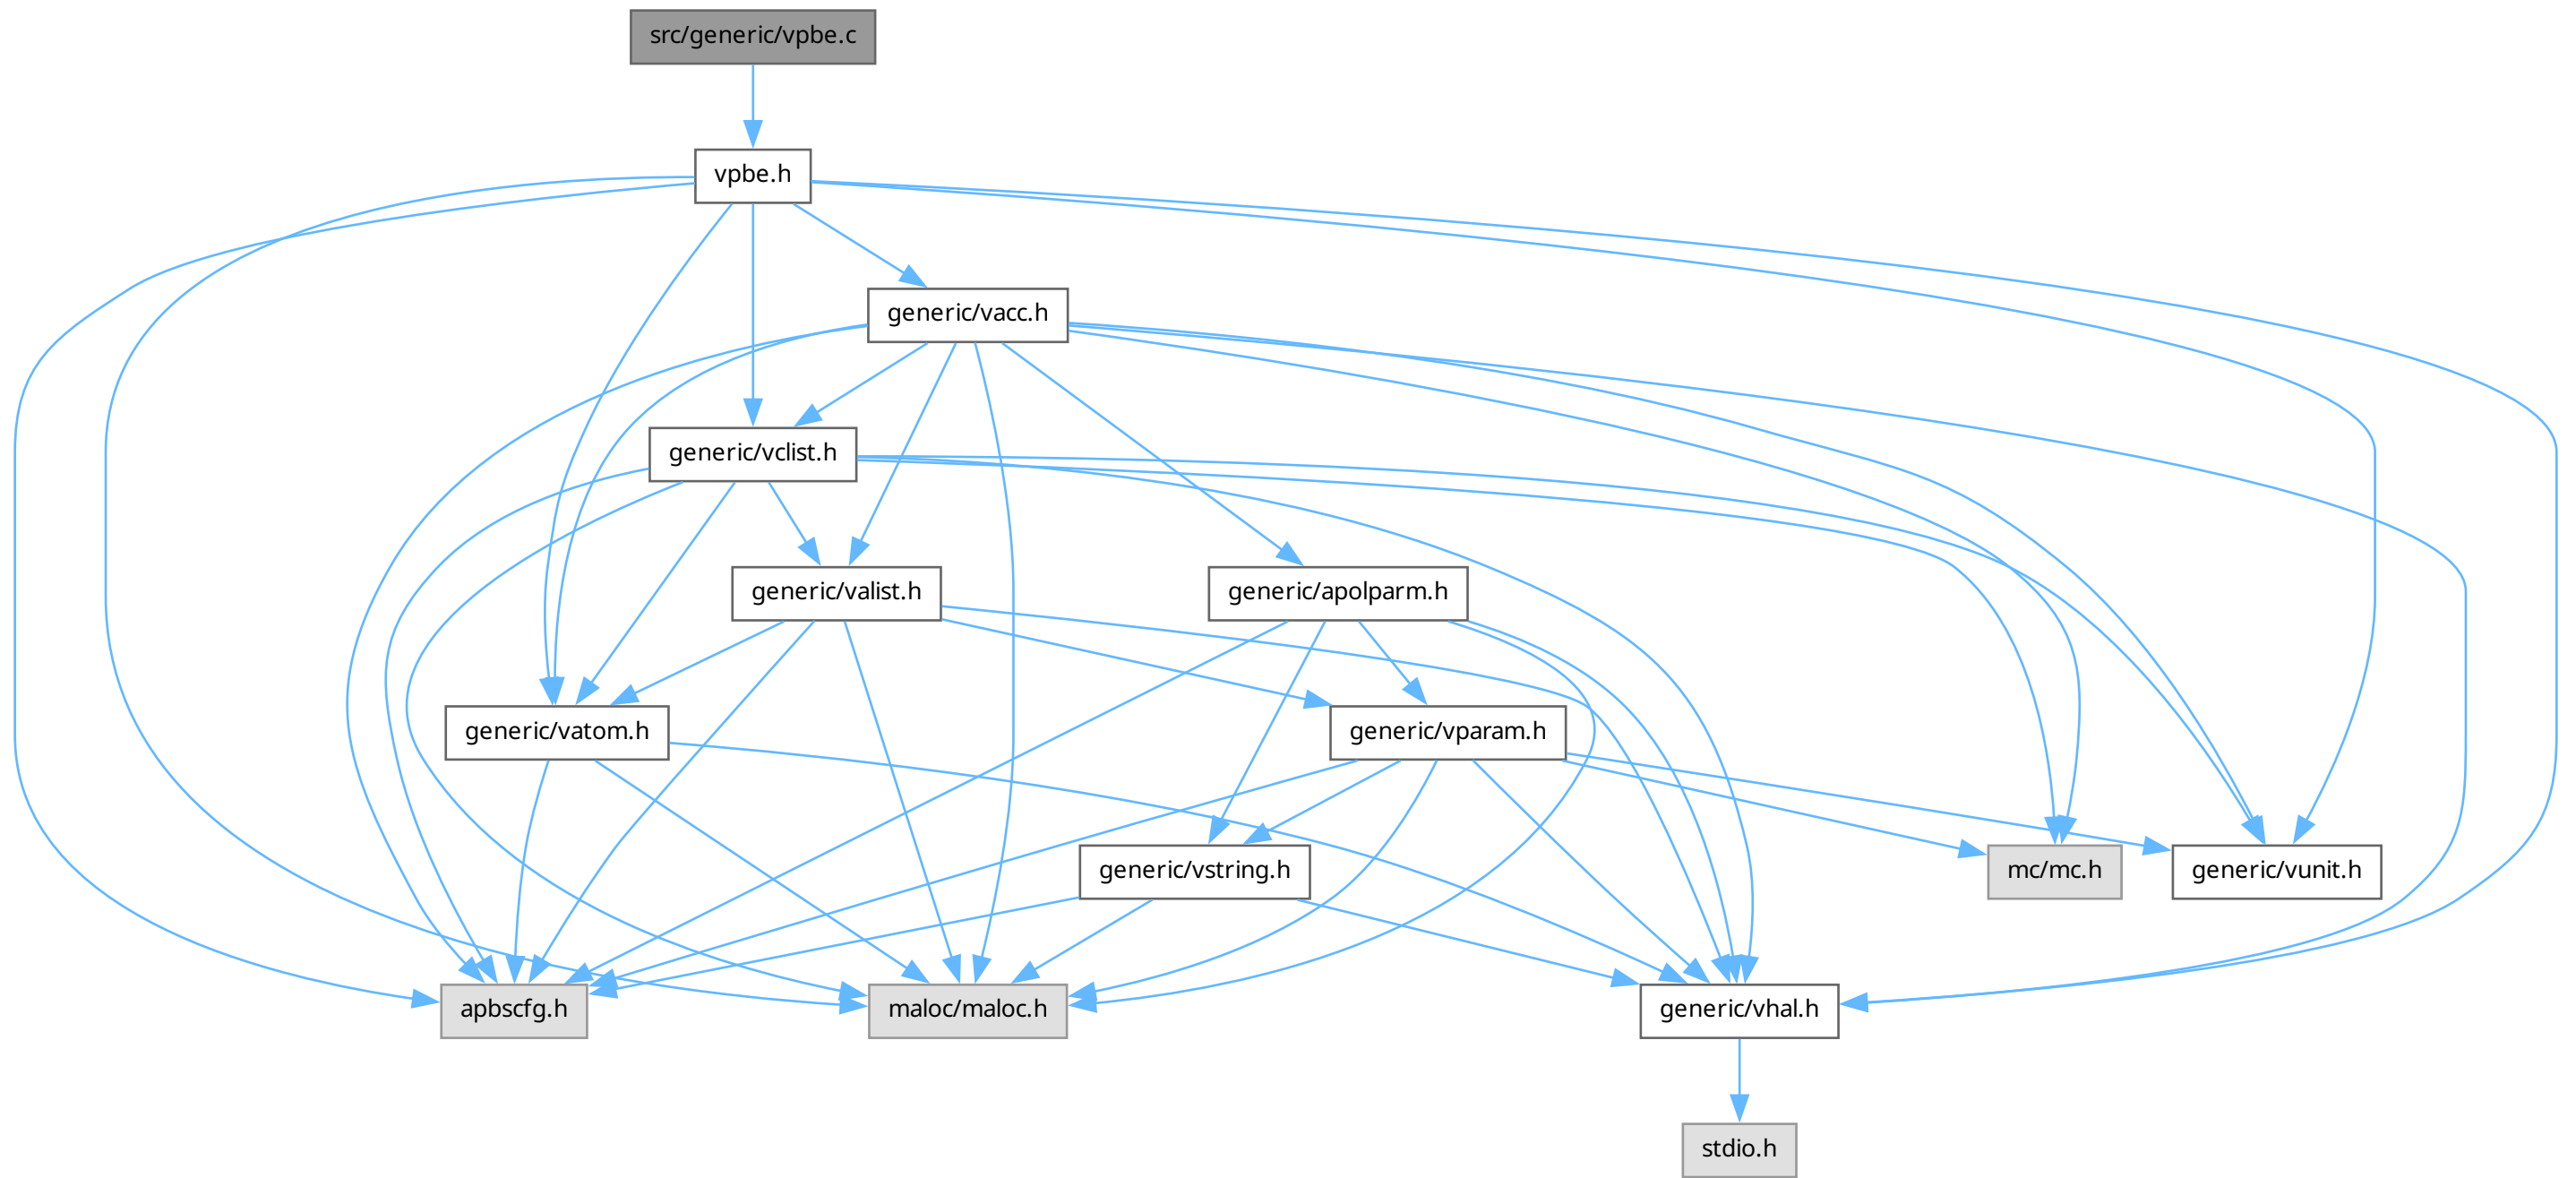 src/generic/vpbe.c
vpbe.h
generic/vacc.h
generic/vclist.h
generic/valist.h
generic/apolparm.h
generic/vatom.h
generic/vparam.h
generic/vstring.h
mc/mc.h
generic/vunit.h
apbscfg.h
maloc/maloc.h
generic/vhal.h
stdio.h